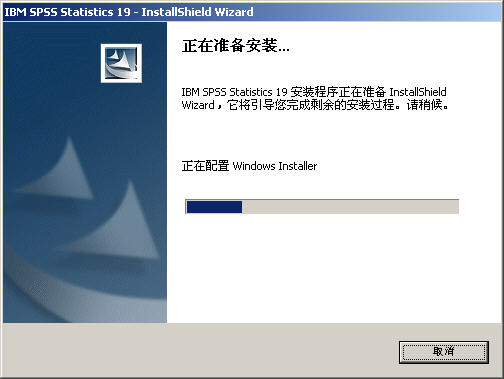 IBM SPSS Statistics 19 - InstallShield Wizard
正在准备安装...
IBM SPSS Statistics 19 安装程序正在准备 InstallShield
Wizard，它将引导您完成剩余的安装过程。请稍候。
正在配置 Windows Installer
取消